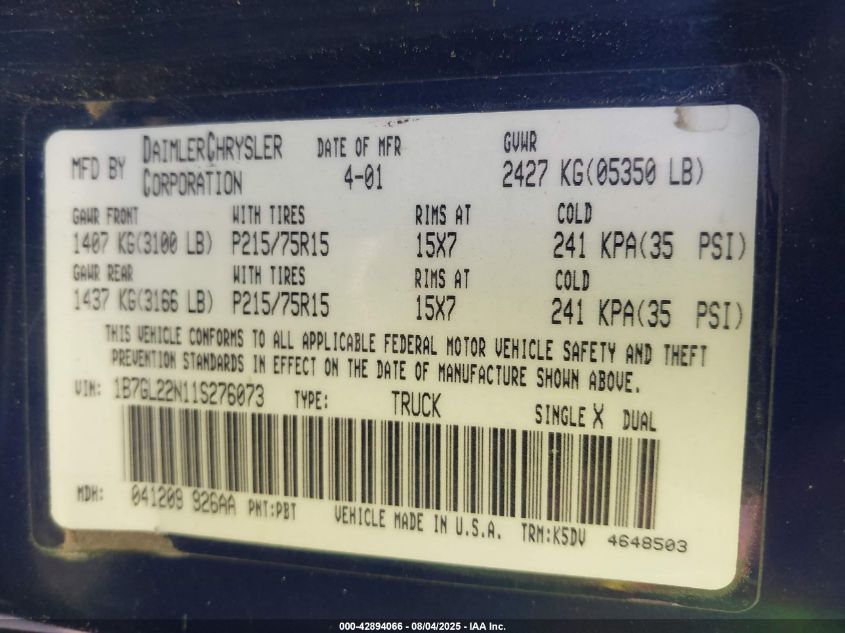 MFD BY DAIMLERCHRYSLER CORPORATION DATE OF MFR 4-01 GVWR 2427 KG(05350 LB)
GAWR FRONT WITH TIRES RIMS AT COLD
1407 KG(3100 LB) P215/75R15 15X7 241 KPA(35 PSI)
GAWR REAR WITH TIRES RIMS AT COLD
1437 KG(3166 LB) P215/75R15 15X7 241 KPA(35 PSI)
THIS VEHICLE CONFORMS TO ALL APPLICABLE FEDERAL MOTOR VEHICLE SAFETY AND THEFT
PREVENTION STANDARDS IN EFFECT ON THE DATE OF MANUFACTURE SHOWN ABOVE.
VIN: 1B7GL22N11S276073 TYPE: TRUCK SINGLE X DUAL
MDH: 041209 926AA PNT:PBT VEHICLE MADE IN U.S.A. TRM:K5DV 4648503
000-42894066 - 08/04/2025 - IAA Inc.